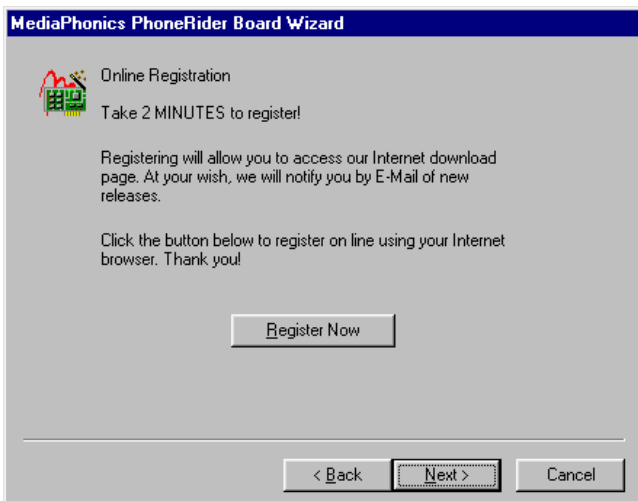 MediaPhonics PhoneRider Board Wizard
Online Registration
Take 2 MINUTES to register!
Registering will allow you to access our Internet download
page. At your wish, we will notify you by E-Mail of new
releases.
Click the button below to register on line using your Internet
browser. Thank you!
Register Now
< Back
Next >
Cancel